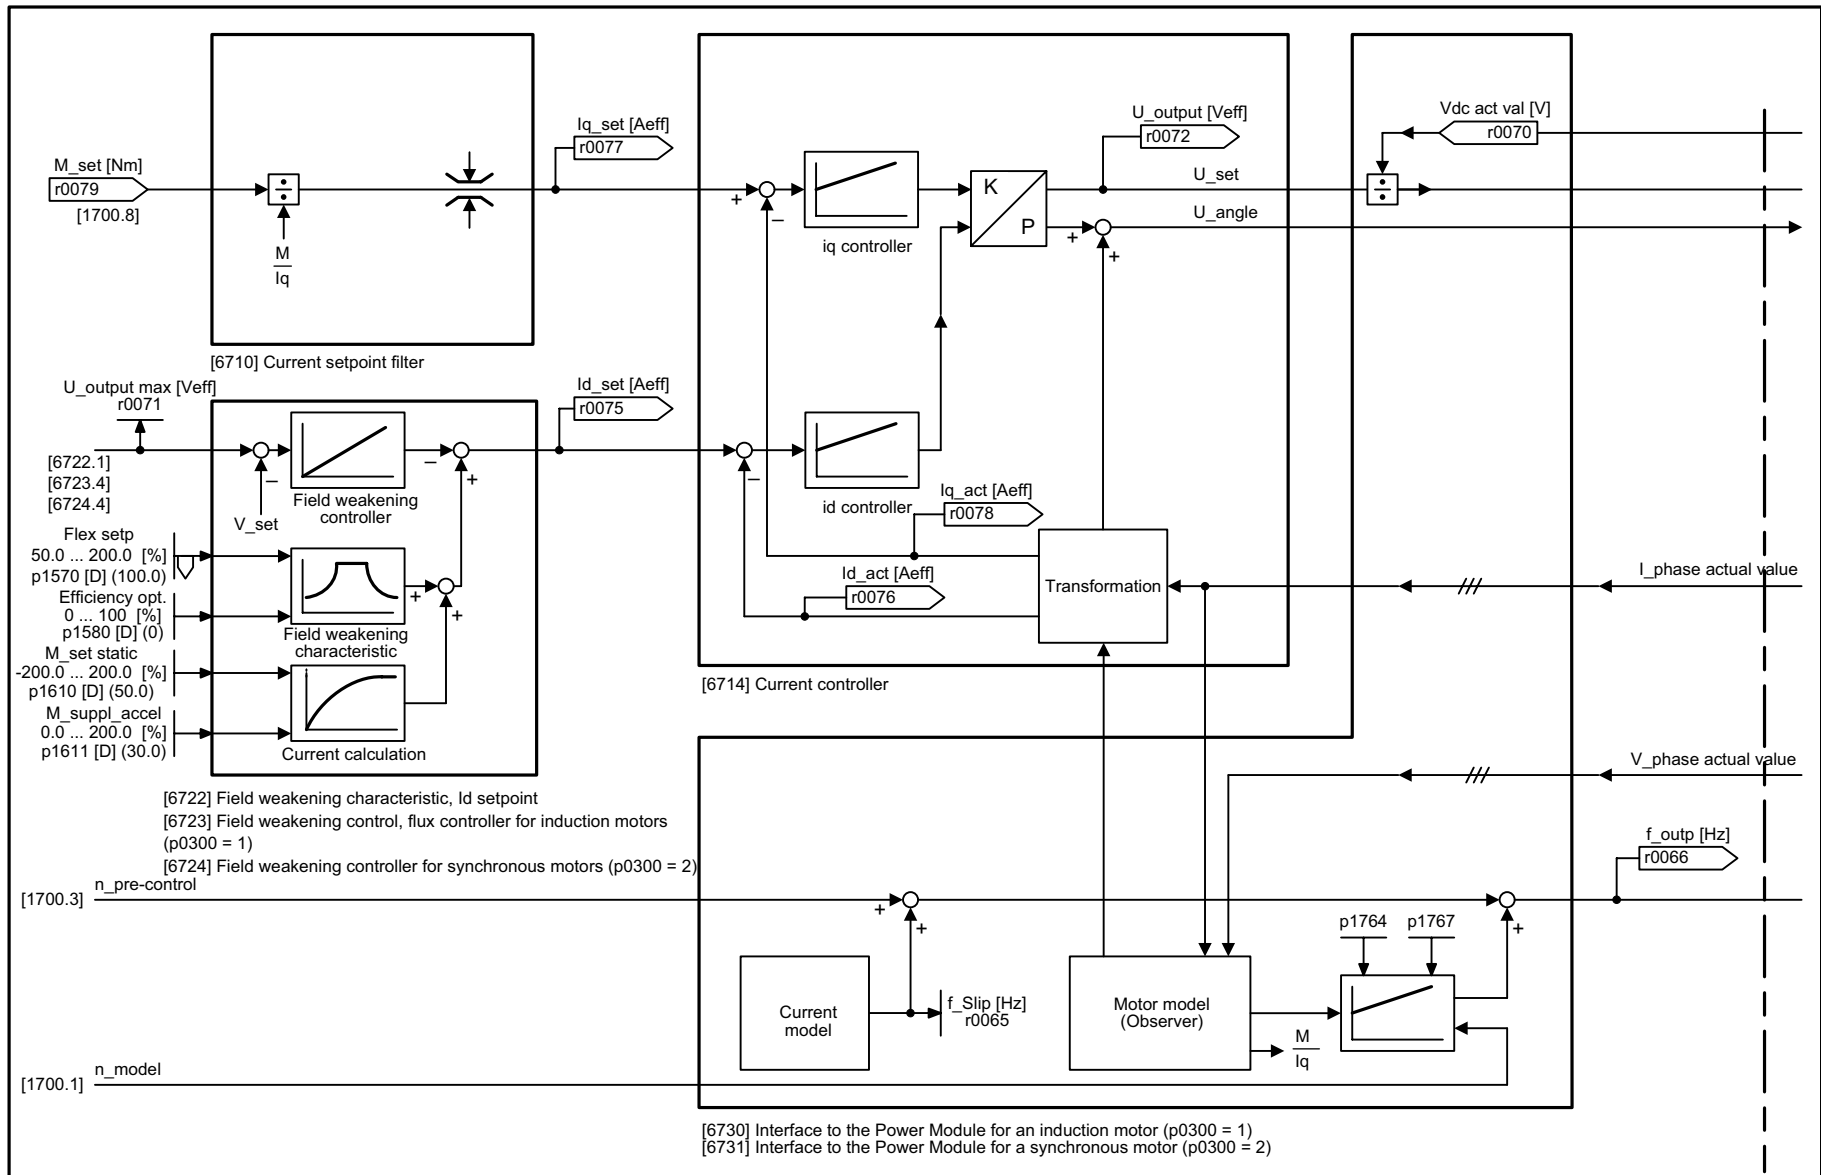 M_set [Nm]
r0079
[1700.8]
÷
M
Iq
Iq_set [Aeff]
r0077
[6710] Current setpoint filter
+
–
iq controller
K
P
U_output [Veff]
r0072
U_set
U_angle
+
+
÷
Vdc act val [V]
r0070
U_output max [Veff]
r0071
[6722.1]
[6723.4]
[6724.4]
–
V_set
Field weakening
controller
–
+
Id_set [Aeff]
r0075
–
id controller
Iq_act [Aeff]
r0078
Id_act [Aeff]
r0076
Transformation
I_phase actual value
Flex setp
50.0 ... 200.0 [%]
p1570 [D] (100.0)
Efficiency opt.
0 ... 100 [%]
p1580 [D] (0)
Field weakening
characteristic
+
+
M_set static
-200.0 ... 200.0 [%]
p1610 [D] (50.0)
M_suppl_accel
0.0 ... 200.0 [%]
p1611 [D] (30.0)
Current calculation
[6714] Current controller
V_phase actual value
[6722] Field weakening characteristic, Id setpoint
[6723] Field weakening control, flux controller for induction motors
(p0300 = 1)
[6724] Field weakening controller for synchronous motors (p0300 = 2)
f_outp [Hz]
r0066
[1700.3]
n_pre-control
+
+
p1764
p1767
+
Current
model
f_Slip [Hz]
r0065
Motor model
(Observer)
M
Iq
[1700.1]
n_model
[6730] Interface to the Power Module for an induction motor (p0300 = 1)
[6731] Interface to the Power Module for a synchronous motor (p0300 = 2)